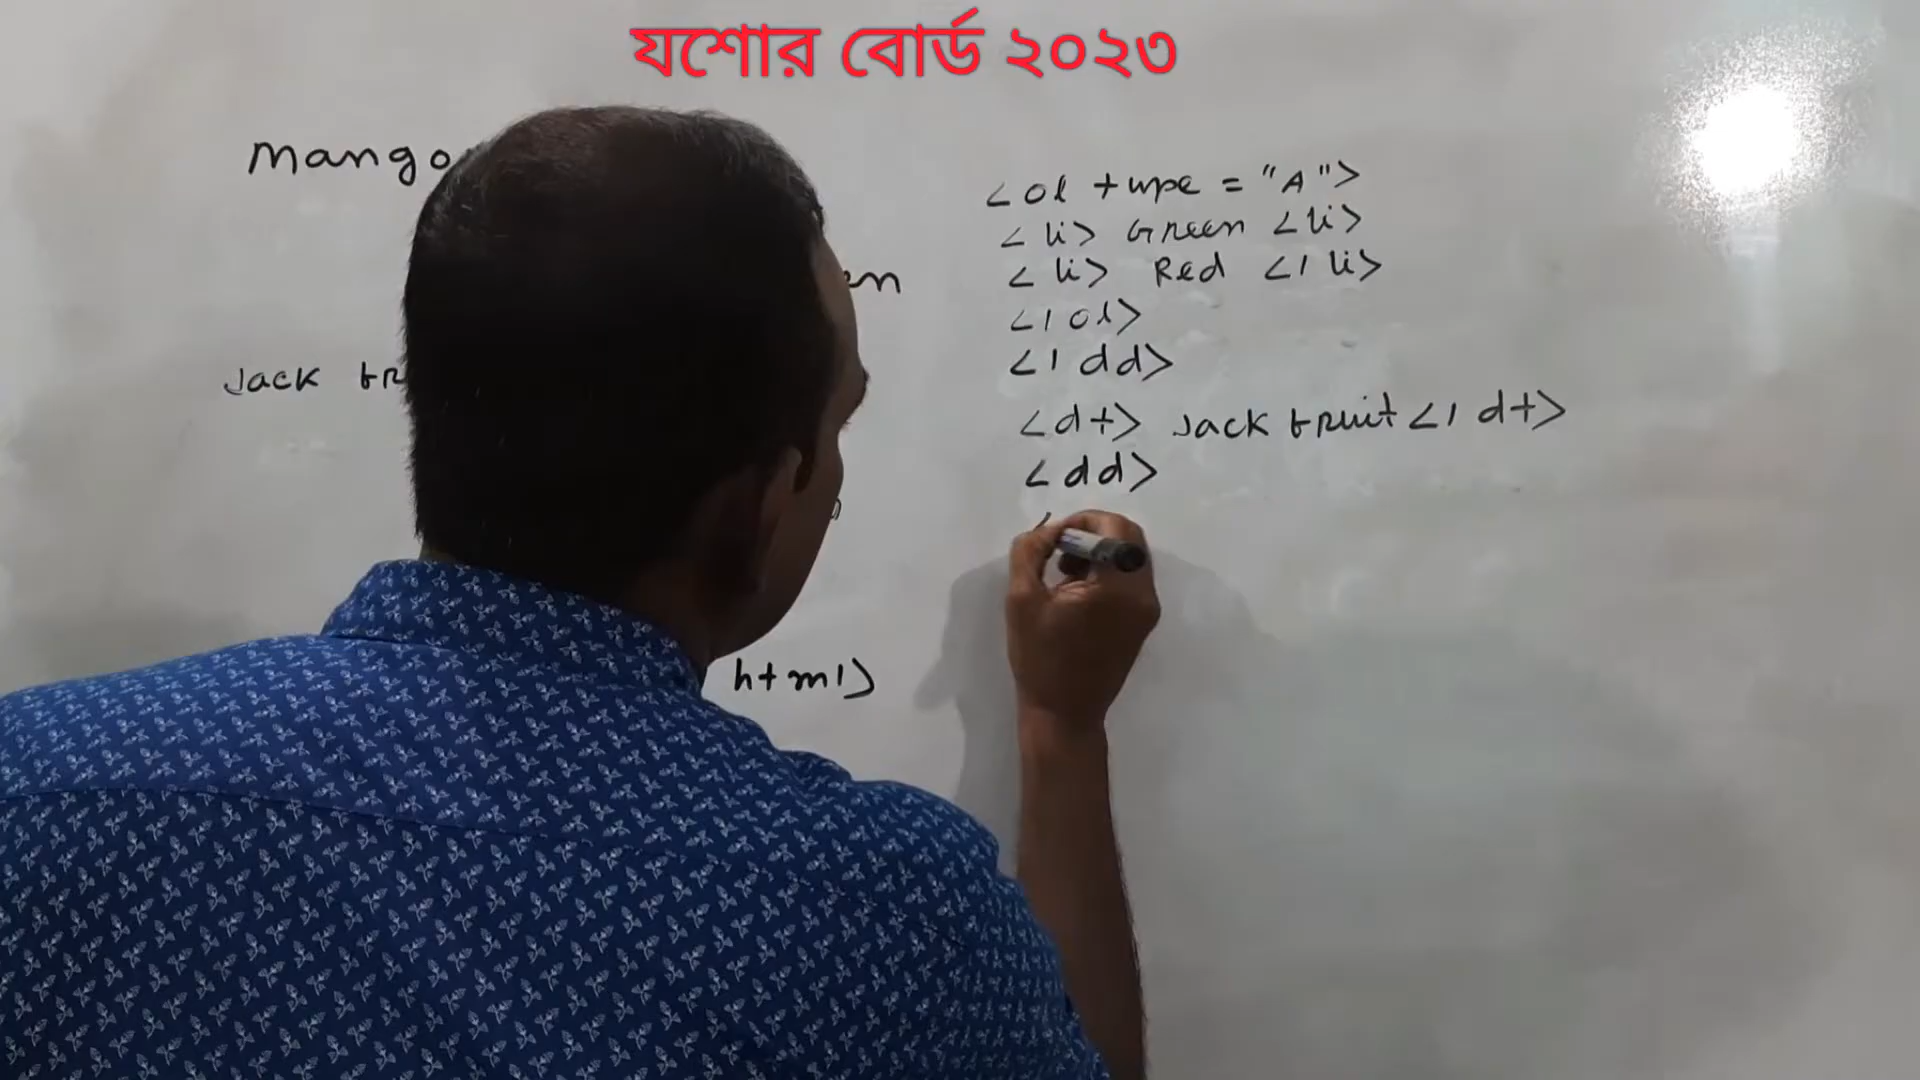 যশোর বোর্ড ২০২৩
Mango
Jack
html>
<ol type = "A">
<li> Green <li>
<li> Red </li>
</ol>
</dd>
<dt> Jack fruit </dt>
<dd>
<